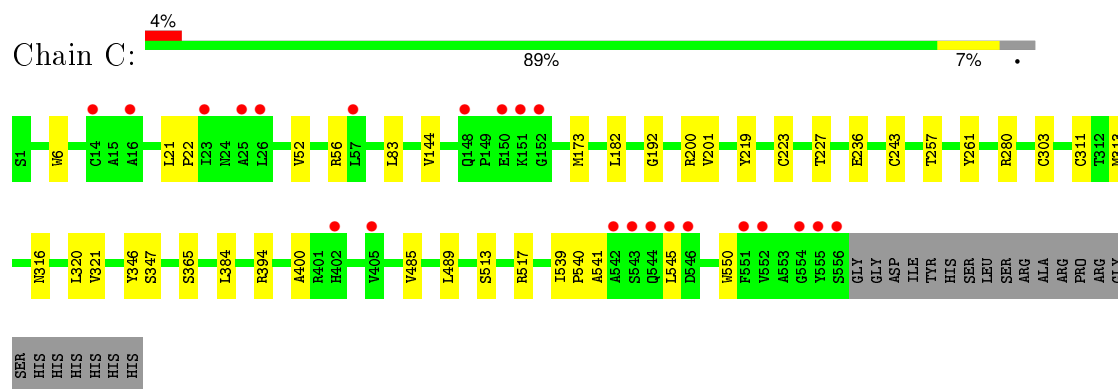 4%
Chain C:
89% 7% •
S1 W6 C14 A15 A16 L21 P22 I23 N24 A25 L26 V52 R56 L57 L83 V144 Q148 P149 E150 K151 G152 M173 L182 G192 R200 V201 Y219 C223 T227 E236 C243 T257 Y261 R280 C303 C311 T312 M313
N316 L320 V321 Y346 S347 S365 L384 R394 A400 R401 H402 V405 V485 L489 S513 R517 I539 P540 A541 A542 S543 Q544 L545 D546 W550 F551 V552 A553 G554 Y555 S556 GLY GLY ASP ILE TYR HIS SER LEU SER ARG ALA ARG PRO ARG GLY
SER HIS HIS HIS HIS HIS HIS